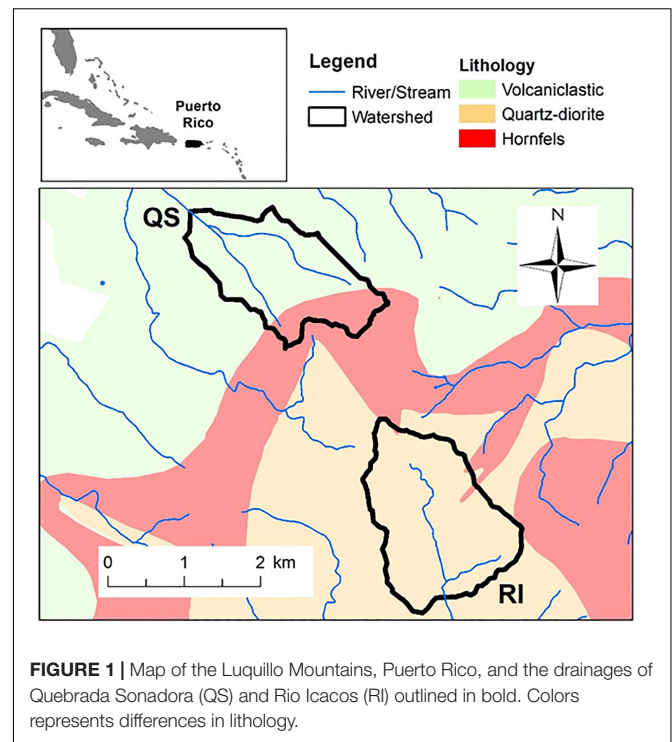 Puerto
Rico
Legend
River/Stream
Watershed
Lithology
Volcaniclastic
Quartz-diorite
Hornfels
QS
N
RI
0 1 2 km
FIGURE 1 | Map of the Luquillo Mountains, Puerto Rico, and the drainages of
Quebrada Sonadora (QS) and Rio Icacos (RI) outlined in bold. Colors
represents differences in lithology.